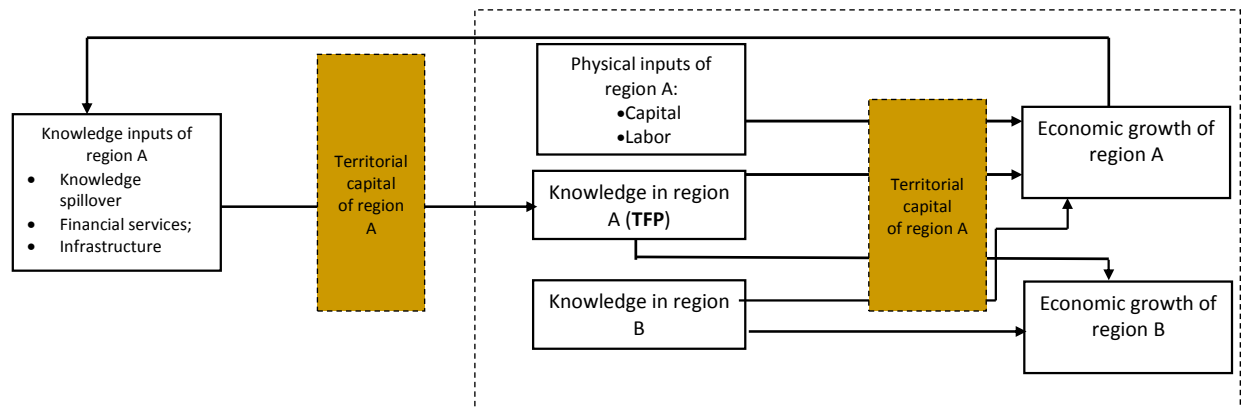 Knowledge inputs of
region A
• Knowledge
spillover
• Financial services;
• Infrastructure
Territorial
capital
of region
A
Physical inputs of
region A:
•Capital
•Labor
Knowledge in region
A (TFP)
Knowledge in region
B
Territorial
capital
of region A
Economic growth of
region A
Economic growth of
region B